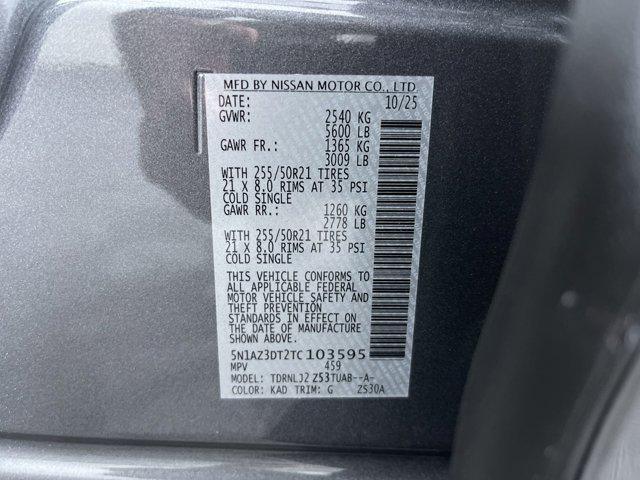 MFD BY NISSAN MOTOR CO., LTD.
DATE: 10/25
GVWR: 2540 KG
5600 LB
GAWR FR.: 1365 KG
3009 LB
WITH 255/50R21 TIRES
21 X 8.0 RIMS AT 35 PSI
COLD SINGLE
GAWR RR.: 1260 KG
2778 LB
WITH 255/50R21 TIRES
21 X 8.0 RIMS AT 35 PSI
COLD SINGLE
THIS VEHICLE CONFORMS TO
ALL APPLICABLE FEDERAL
MOTOR VEHICLE SAFETY AND
THEFT PREVENTION
STANDARDS IN EFFECT ON
THE DATE OF MANUFACTURE
SHOWN ABOVE
5N1AZ3DT2TC103595
MPV 459
MODEL: TDRNLJ2 Z53TUAB--A-
COLOR: KAD TRIM: G ZS30A